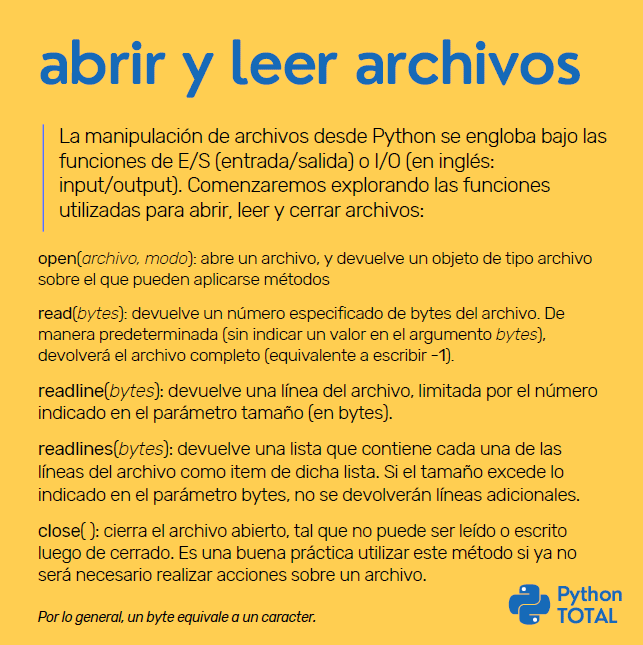 abrir y leer archivos
La manipulación de archivos desde Python se engloba bajo las
funciones de E/S (entrada/salida) o I/O (en inglés:
input/output). Comenzaremos explorando las funciones
utilizadas para abrir, leer y cerrar archivos:
open(archivo, modo): abre un archivo, y devuelve un objeto de tipo archivo
sobre el que pueden aplicarse métodos
read(bytes): devuelve un número especificado de bytes del archivo. De
manera predeterminada (sin indicar un valor en el argumento bytes),
devolverá el archivo completo (equivalente a escribir -1).
readline(bytes): devuelve una línea del archivo, limitada por el número
indicado en el parámetro tamaño (en bytes).
readlines(bytes): devuelve una lista que contiene cada una de las
líneas del archivo como item de dicha lista. Si el tamaño excede lo
indicado en el parámetro bytes, no se devolverán líneas adicionales.
close( ): cierra el archivo abierto, tal que no puede ser leído o escrito
luego de cerrado. Es una buena práctica utilizar este método si ya no
será necesario realizar acciones sobre un archivo.
Por lo general, un byte equivale a un caracter.
Python
TOTAL